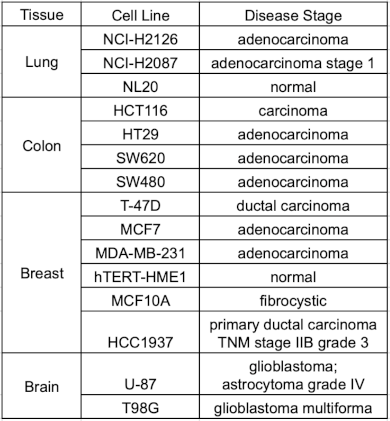 Tissue Cell Line Disease Stage
Lung
NCI-H2126 adenocarcinoma
NCI-H2087 adenocarcinoma stage 1
NL20 normal
Colon
HCT116 carcinoma
HT29 adenocarcinoma
SW620 adenocarcinoma
SW480 adenocarcinoma
Breast
T-47D ductal carcinoma
MCF7 adenocarcinoma
MDA-MB-231 adenocarcinoma
hTERT-HME1 normal
MCF10A fibrocystic
HCC1937 primary ductal carcinoma
TNM stage IIB grade 3
Brain
U-87 glioblastoma;
astrocytoma grade IV
T98G glioblastoma multiforma